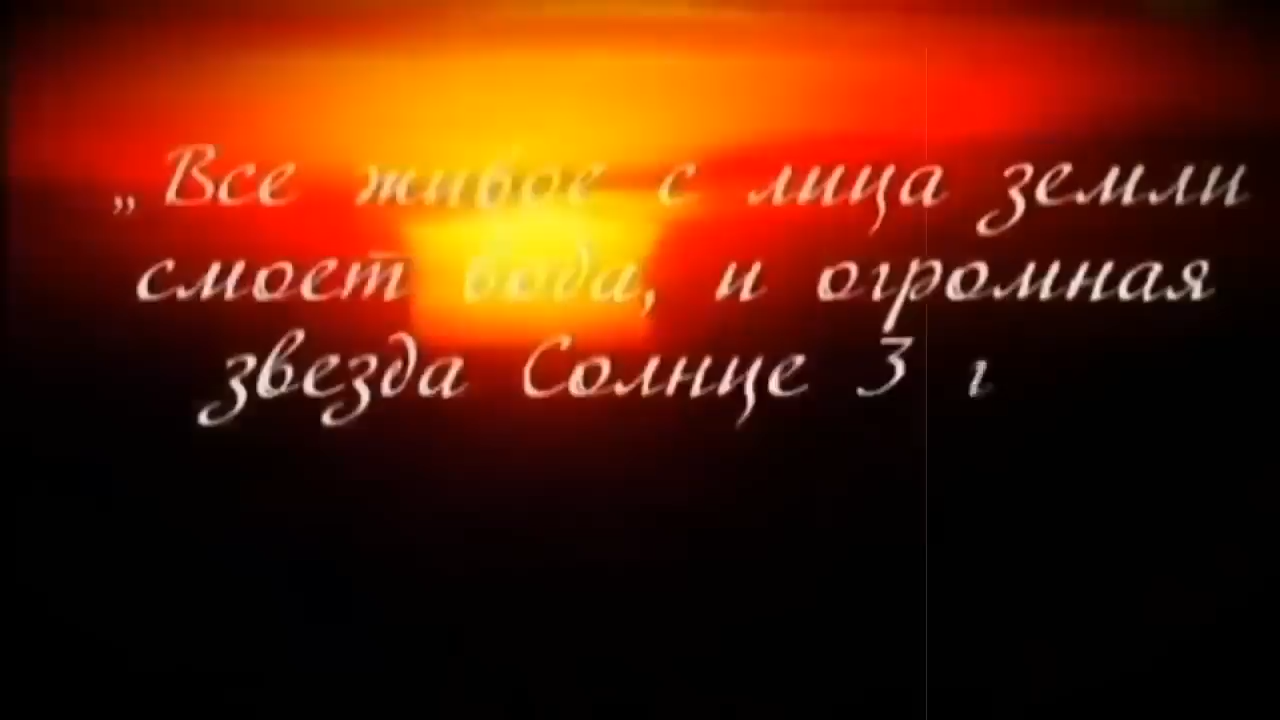 „Все живое с лица земли
смоет вода, и огромная
звезда Солнце 3 г